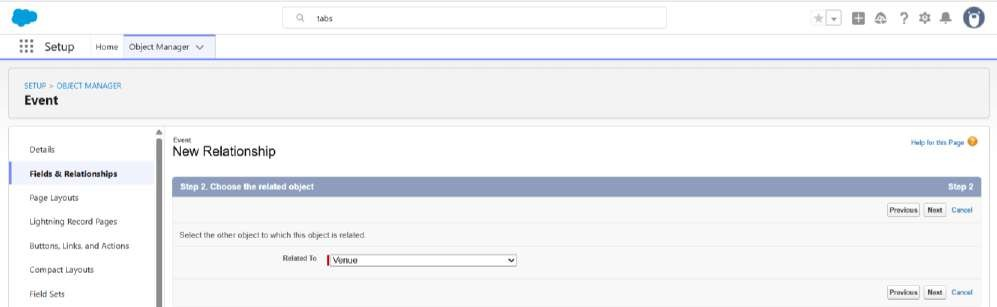 tabs
Setup
Home
Object Manager
SETUP > OBJECT MANAGER
Event
Details
Fields & Relationships
Page Layouts
Lightning Record Pages
Buttons, Links, and Actions
Compact Layouts
Field Sets
Event
New Relationship
Help for this Page
Step 2. Choose the related object
Step 2
Previous Next Cancel
Select the other object to which this object is related.
Related To
Venue
Previous Next Cancel